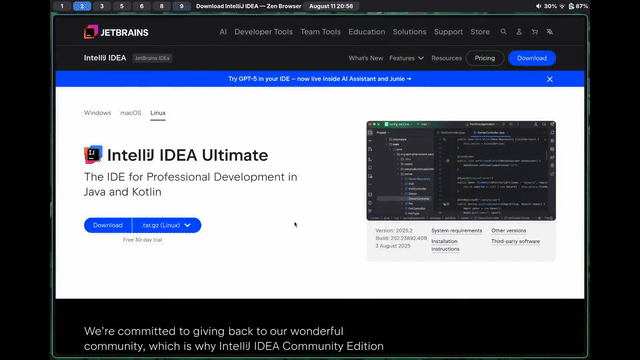 1 2 5 6 8 9 Download IntelliJ IDEA — Zen Browser August 11 20:56 30% 87%
JETBRAINS AI Developer Tools Team Tools Education Solutions Support Store
IntelliJ IDEA JetBrains IDEs What's New Features Resources Pricing Download
Try GPT-5 in your IDE – now live inside AI Assistant and Junie →
Windows macOS Linux
IntelliJ IDEA Ultimate
The IDE for Professional Development in
Java and Kotlin
Download .tar.gz (Linux)
Free 30-day trial
Version: 2025.2
Build: 252.23892.409
3 August 2025
System requirements
Installation
instructions
Other versions
Third-party software
We're committed to giving back to our wonderful
community, which is why IntelliJ IDEA Community Edition